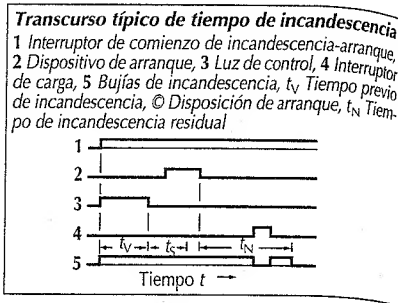 Transcurso típico de tiempo de incandescencia
1 Interruptor de comienzo de incandescencia-arranque,
2 Dispositivo de arranque, 3 Luz de control, 4 Interruptor
de carga, 5 Bujías de incandescencia, tV Tiempo previo
de incandescencia, © Disposición de arranque, tN Tiem-
po de incandescencia residual
1
2
3
4
tV tS tN
5
Tiempo t →